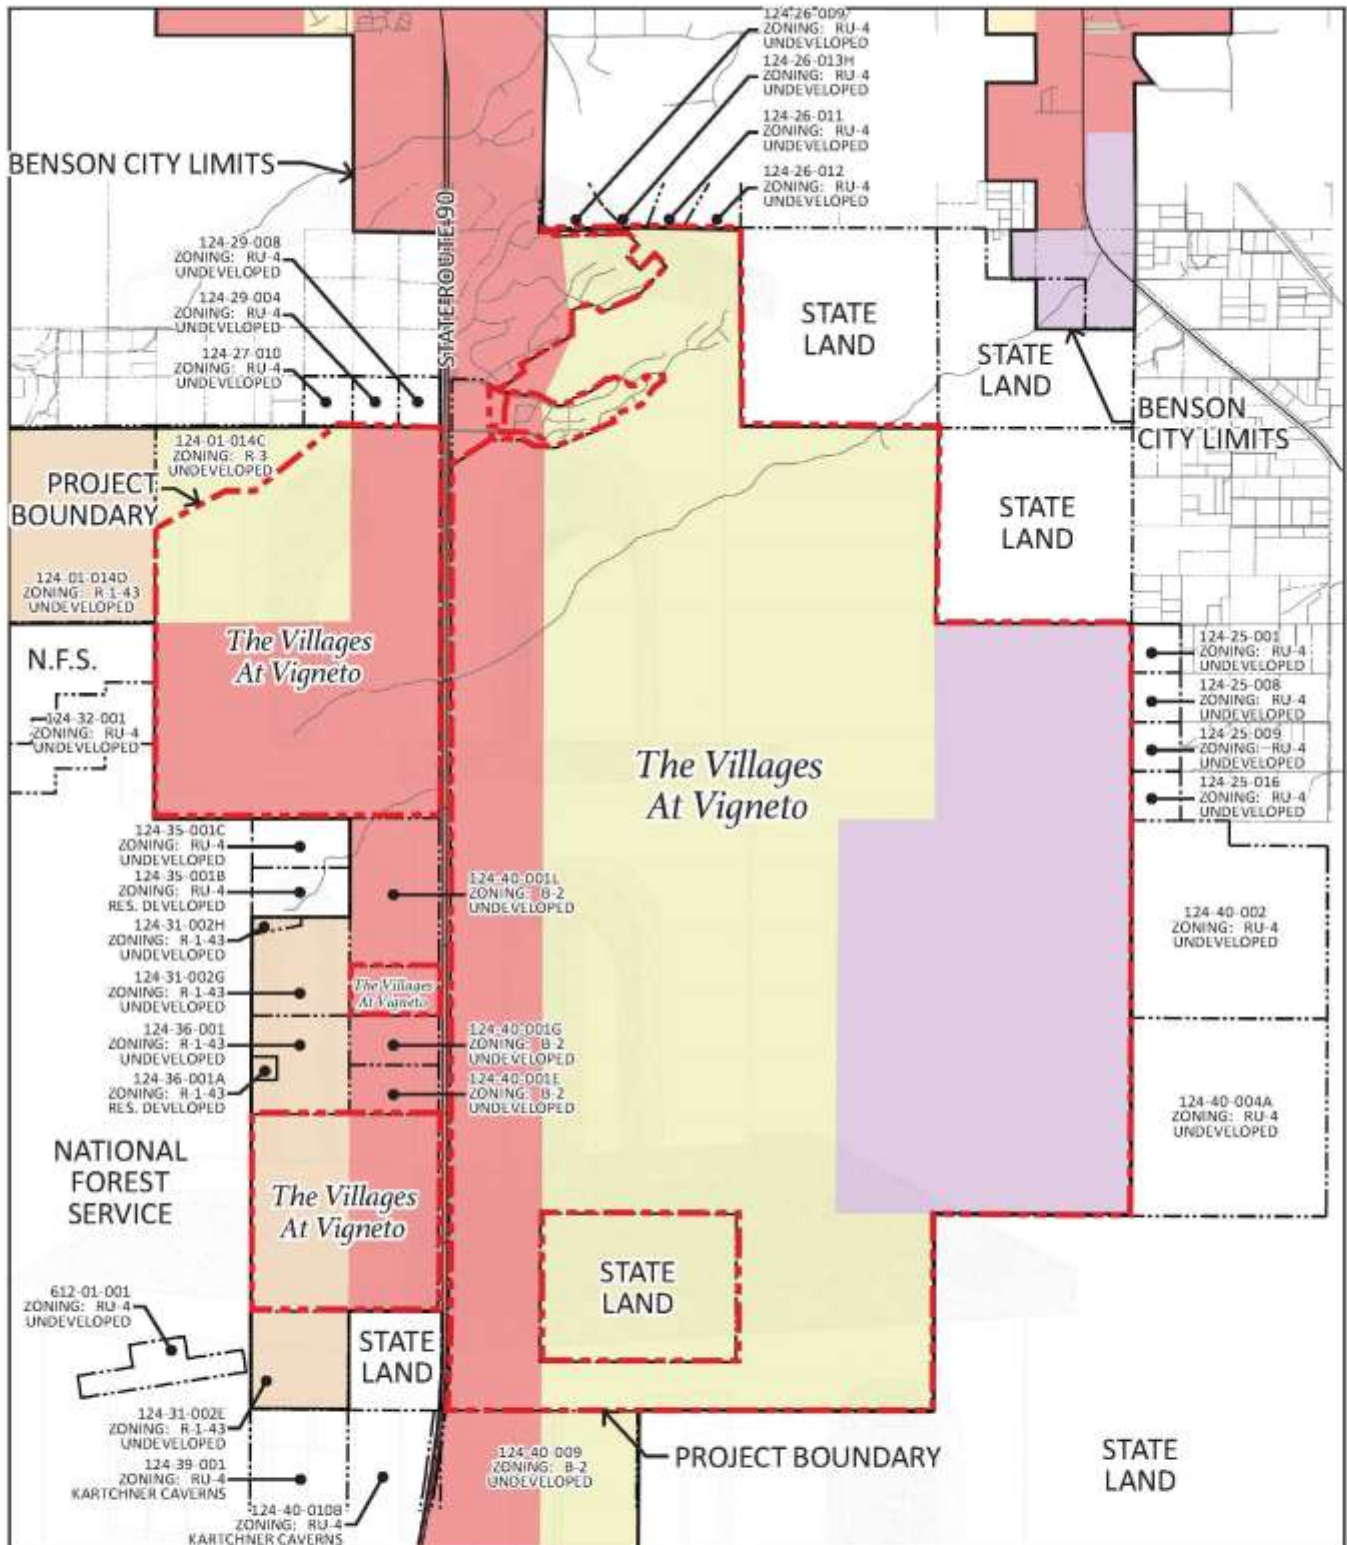 124-26-009
ZONING: RU-4
UNDEVELOPED
124-26-013H
ZONING: RU-4
UNDEVELOPED
124-26-011
ZONING: RU-4
UNDEVELOPED
124-26-012
ZONING: RU-4
UNDEVELOPED
BENSON CITY LIMITS
STATE ROUTE 90
124-29-008
ZONING: RU-4
UNDEVELOPED
124-29-004
ZONING: RU-4
UNDEVELOPED
124-27-010
ZONING: RU-4
UNDEVELOPED
STATE
LAND
STATE
LAND
BENSON
CITY LIMITS
124-01-014C
ZONING: R-3
UNDEVELOPED
PROJECT
BOUNDARY
STATE
LAND
124-01-014D
ZONING: R-1-43
UNDEVELOPED
N.F.S.
The Villages
At Vigneto
124-32-001
ZONING: RU-4
UNDEVELOPED
124-25-001
ZONING: RU-4
UNDEVELOPED
124-25-008
ZONING: RU-4
UNDEVELOPED
124-25-009
ZONING: RU-4
UNDEVELOPED
124-25-016
ZONING: RU-4
UNDEVELOPED
The Villages
At Vigneto
124-35-001C
ZONING: RU-4
UNDEVELOPED
124-35-001B
ZONING: RU-4
RES. DEVELOPED
124-31-002H
ZONING: R-1-43
UNDEVELOPED
124-31-002G
ZONING: R-1-43
UNDEVELOPED
124-36-001
ZONING: R-1-43
UNDEVELOPED
124-36-001A
ZONING: R-1-43
RES. DEVELOPED
124-40-001L
ZONING: B-2
UNDEVELOPED
The Villages
At Vigneto
124-40-001G
ZONING: B-2
UNDEVELOPED
124-40-001E
ZONING: B-2
UNDEVELOPED
124-40-002
ZONING: RU-4
UNDEVELOPED
124-40-004A
ZONING: RU-4
UNDEVELOPED
NATIONAL
FOREST
SERVICE
The Villages
At Vigneto
STATE
LAND
612-01-001
ZONING: RU-4
UNDEVELOPED
STATE
LAND
124-31-002E
ZONING: R-1-43
UNDEVELOPED
124-39-001
ZONING: RU-4
KARTCHNER CAVERNS
124-40-010B
ZONING: RU-4
KARTCHNER CAVERNS
124-40-009
ZONING: B-2
UNDEVELOPED
PROJECT BOUNDARY
STATE
LAND